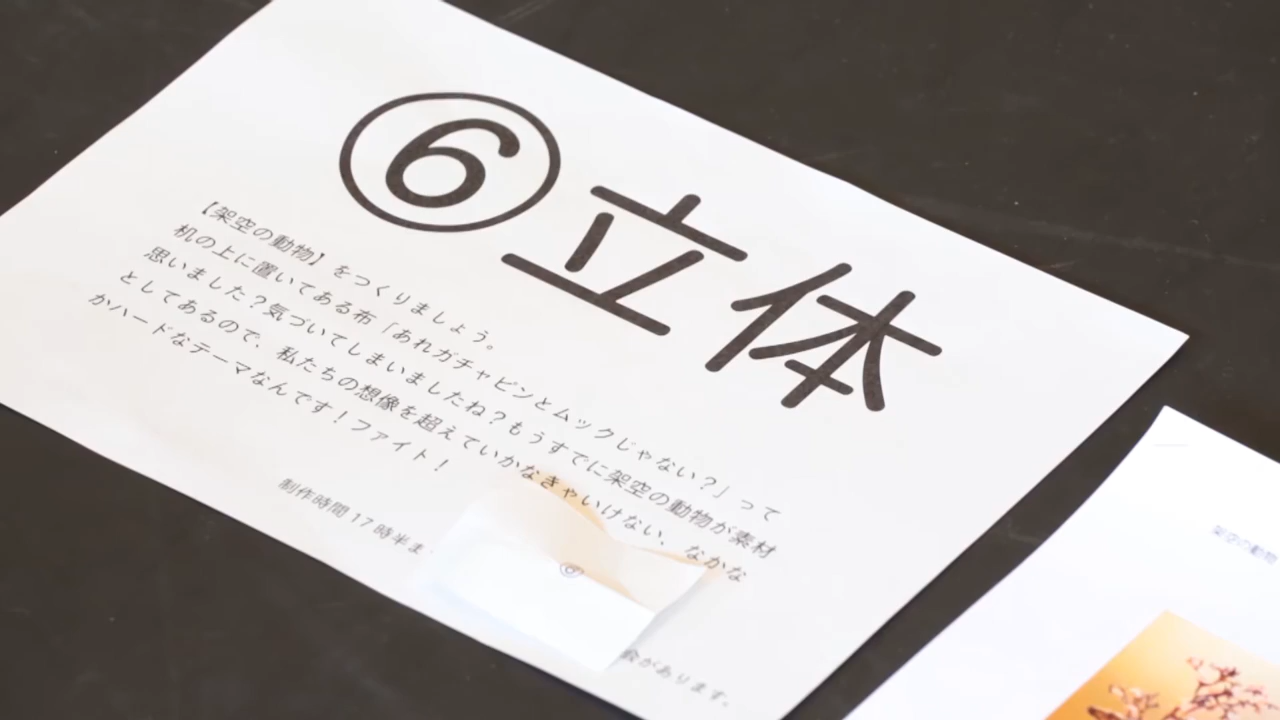 ⑥立体
【架空の動物】をつくりましょう。
机の上に置いてある布「あれガチャピンとムックじゃない？」って
思いました？気づいてしまいましたね？もうすでに架空の動物が素材
としてあるので、私たちの想像を超えていかなきゃいけない、なかな
かハードなテーマなんです！ファイト！
制作時間 17 時半ま
⑥
会があります。
架空の動物